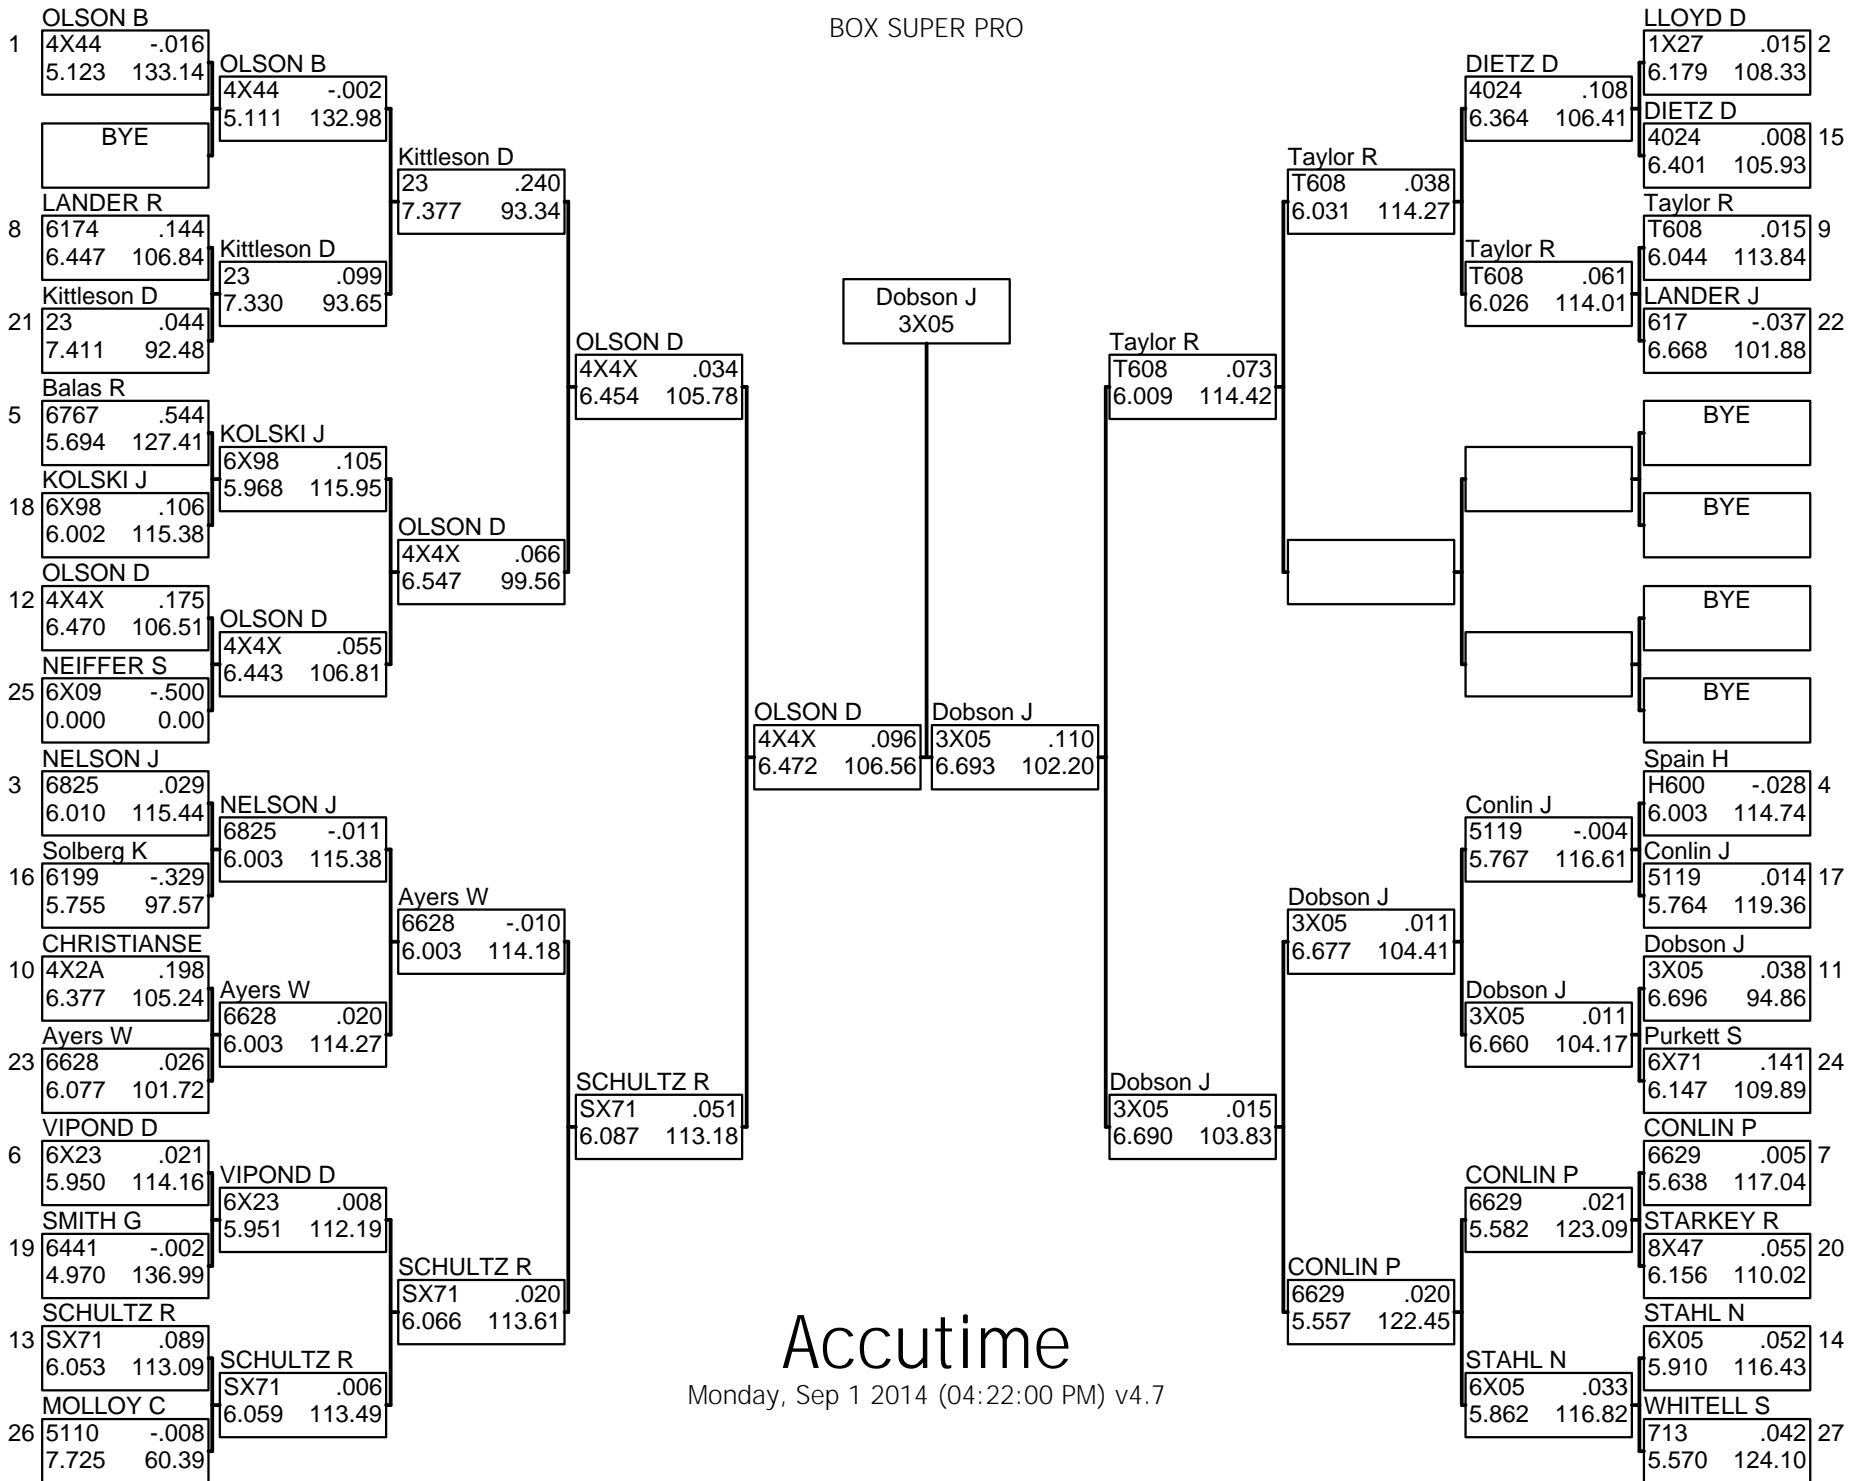 BOX SUPER PRO
OLSON B
1 4X44 -.016
5.123 133.14
BYE
LANDER R
8 6174 .144
6.447 106.84
Kittleson D
21 23 .044
7.411 92.48
Balas R
5 6767 .544
5.694 127.41
KOLSKI J
18 6X98 .106
6.002 115.38
OLSON D
12 4X4X .175
6.470 106.51
NEIFFER S
25 6X09 -.500
0.000 0.00
NELSON J
3 6825 .029
6.010 115.44
Solberg K
16 6199 -.329
5.755 97.57
CHRISTIANSE
10 4X2A .198
6.377 105.24
Ayers W
23 6628 .026
6.077 101.72
VIPOND D
6 6X23 .021
5.950 114.16
SMITH G
19 6441 -.002
4.970 136.99
SCHULTZ R
13 SX71 .089
6.053 113.09
MOLLOY C
26 5110 -.008
7.725 60.39
OLSON B
4X44 -.002
5.111 132.98
Kittleson D
23 .099
7.330 93.65
KOLSKI J
6X98 .105
5.968 115.95
OLSON D
4X4X .055
6.443 106.81
NELSON J
6825 -.011
6.003 115.38
Ayers W
6628 .020
6.003 114.27
VIPOND D
6X23 .008
5.951 112.19
SCHULTZ R
SX71 .006
6.059 113.49
Kittleson D
23 .240
7.377 93.34
OLSON D
4X4X .066
6.547 99.56
Ayers W
6628 -.010
6.003 114.18
SCHULTZ R
SX71 .020
6.066 113.61
OLSON D
4X4X .034
6.454 105.78
SCHULTZ R
SX71 .051
6.087 113.18
OLSON D
4X4X .096
6.472 106.56
Dobson J
3X05
Dobson J
3X05 .110
6.693 102.20
Taylor R
T608 .073
6.009 114.42
Dobson J
3X05 .015
6.690 103.83
Taylor R
T608 .038
6.031 114.27
Dobson J
3X05 .011
6.677 104.41
CONLIN P
6629 .020
5.557 122.45
DIETZ D
4024 .108
6.364 106.41
Taylor R
T608 .061
6.026 114.01
Conlin J
5119 -.004
5.767 116.61
Dobson J
3X05 .011
6.660 104.17
CONLIN P
6629 .021
5.582 123.09
STAHL N
6X05 .033
5.862 116.82
LLOYD D
1X27 .015 2
6.179 108.33
DIETZ D
4024 .008 15
6.401 105.93
Taylor R
T608 .015 9
6.044 113.84
LANDER J
617 -.037 22
6.668 101.88
BYE
BYE
BYE
BYE
Spain H
H600 -.028 4
6.003 114.74
Conlin J
5119 .014 17
5.764 119.36
Dobson J
3X05 .038 11
6.696 94.86
Purkett S
6X71 .141 24
6.147 109.89
CONLIN P
6629 .005 7
5.638 117.04
STARKEY R
8X47 .055 20
6.156 110.02
STAHL N
6X05 .052 14
5.910 116.43
WHITELL S
713 .042 27
5.570 124.10
Accutime
Monday, Sep 1 2014 (04:22:00 PM) v4.7